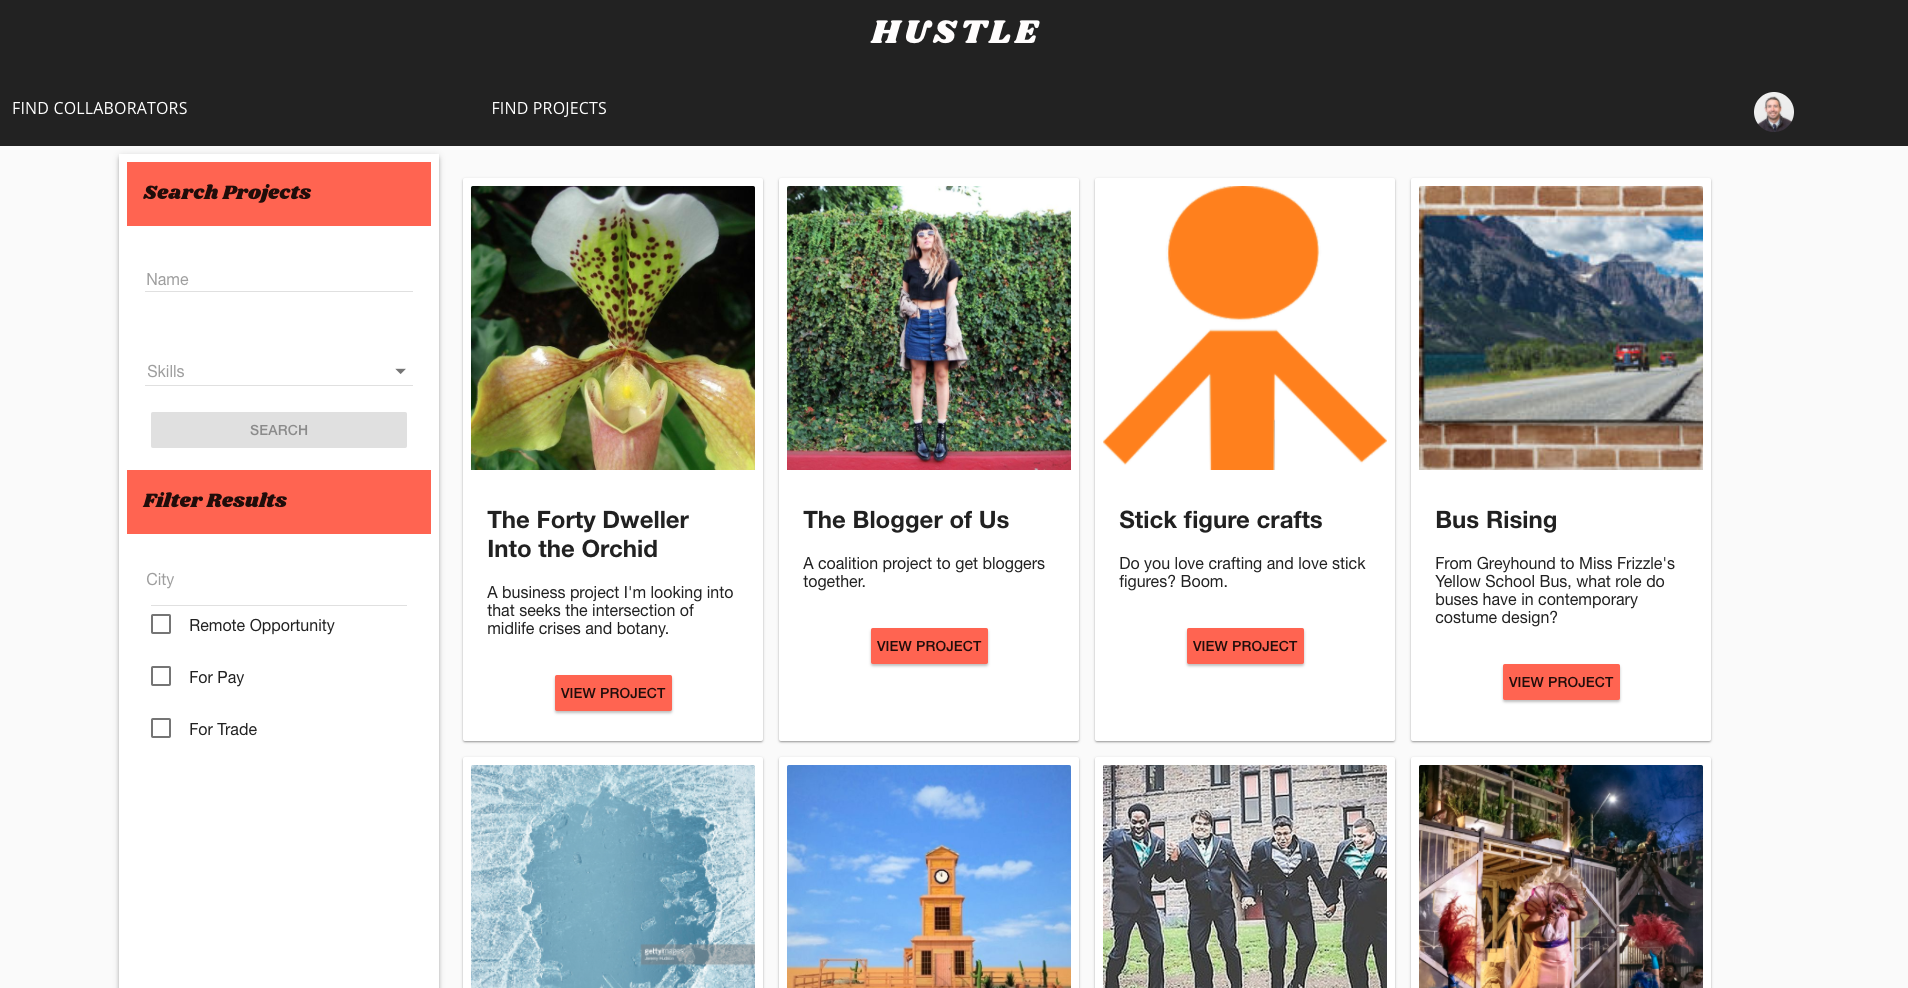 HUSTLE
FIND COLLABORATORS
FIND PROJECTS
Search Projects
Name
Skills
SEARCH
Filter Results
City
Remote Opportunity
For Pay
For Trade
The Forty Dweller
Into the Orchid
A business project I'm looking into
that seeks the intersection of
midlife crises and botany.
VIEW PROJECT
The Blogger of Us
A coalition project to get bloggers
together.
VIEW PROJECT
Stick figure crafts
Do you love crafting and love stick
figures? Boom.
VIEW PROJECT
Bus Rising
From Greyhound to Miss Frizzle's
Yellow School Bus, what role do
buses have in contemporary
costume design?
VIEW PROJECT